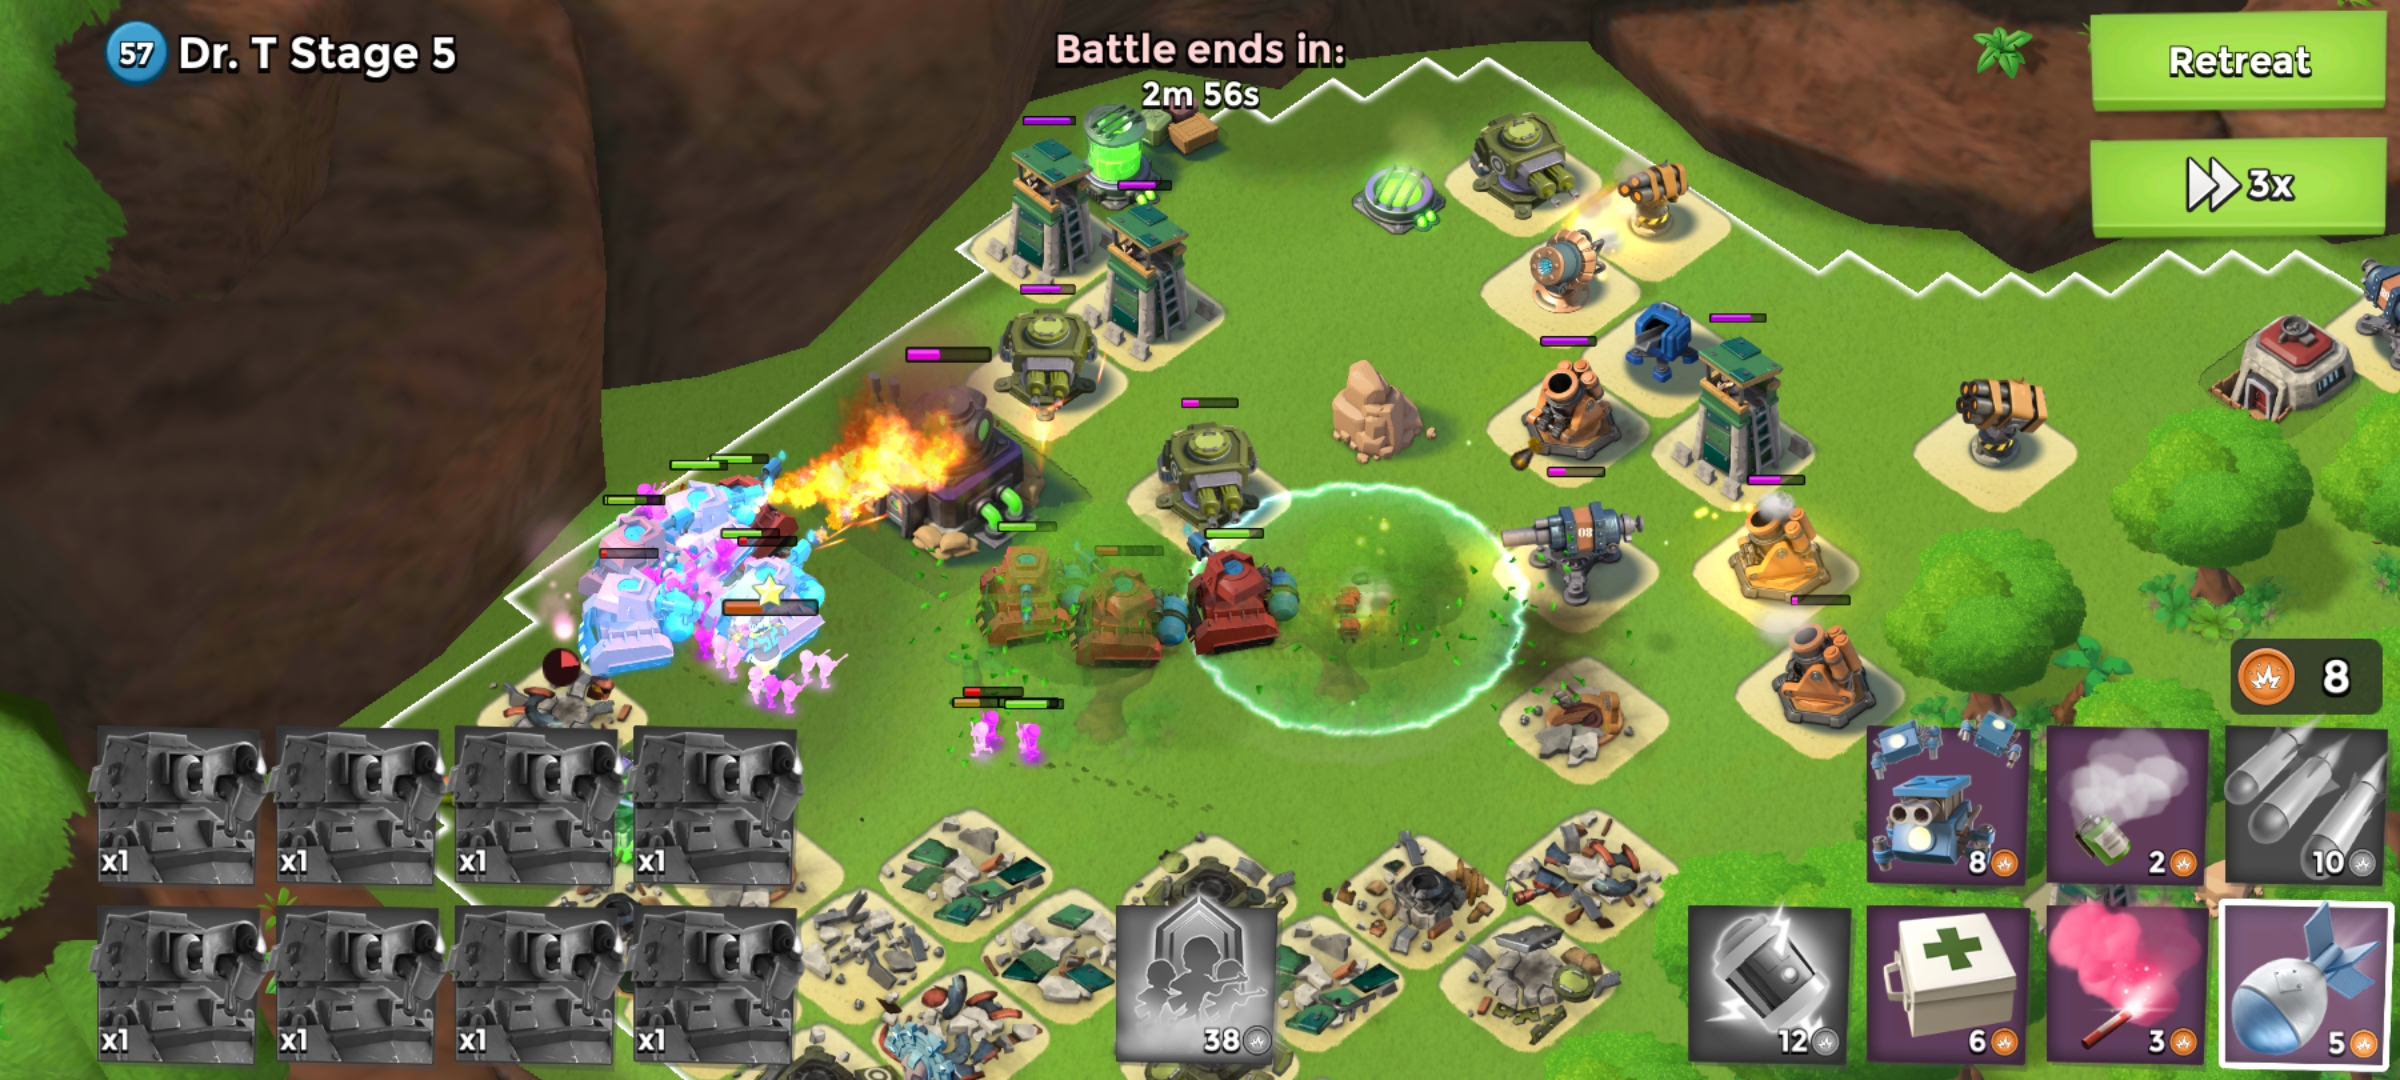 57 Dr. T Stage 5
Battle ends in:
2m 56s
Retreat
3x
08
8
x1
x1
x1
x1
8
2
10
x1
x1
x1
x1
38
12
6
3
5